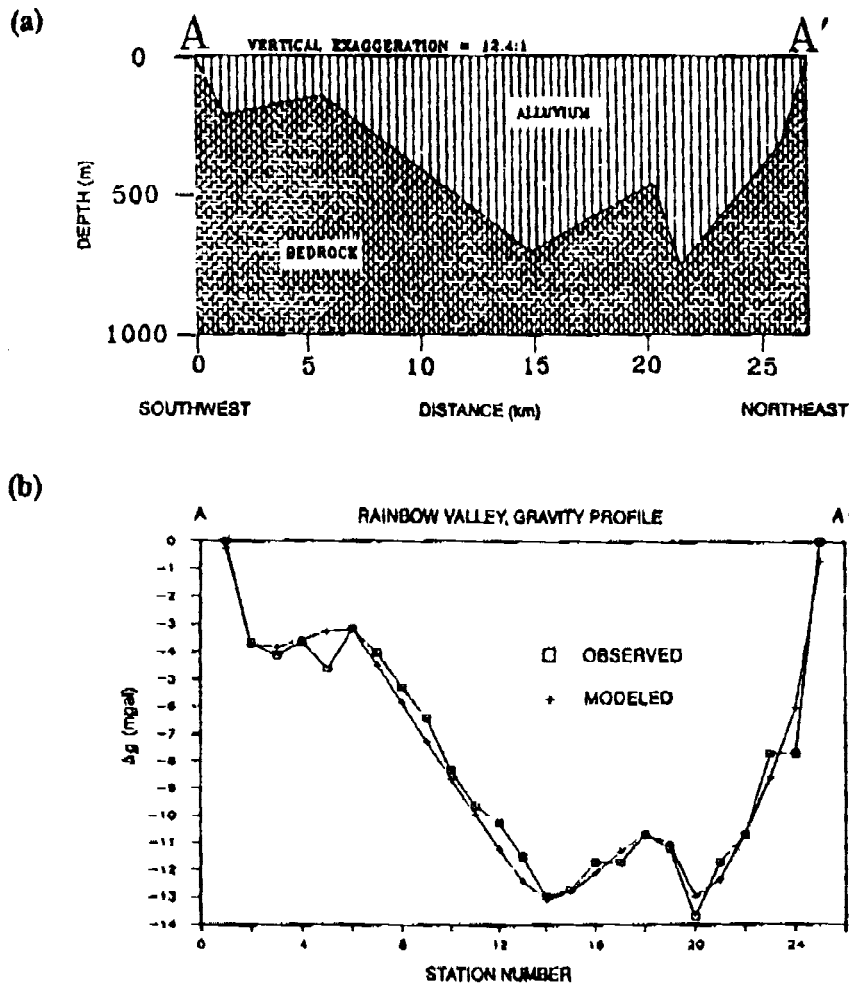 (a)
A A'
VERTICAL EXAGGERATION = 12.4:1
0
ALLUVIUM
500
BEDROCK
1000
DEPTH (m)
0 5 10 15 20 25
SOUTHWEST DISTANCE (km) NORTHEAST
(b)
A RAINBOW VALLEY, GRAVITY PROFILE A'
0
-1
-2
-3
-4
-5
-6
-7
-8
-9
-10
-11
-12
-13
-14
Δg (mgal)
OBSERVED
MODELED
0 4 8 12 16 20 24
STATION NUMBER